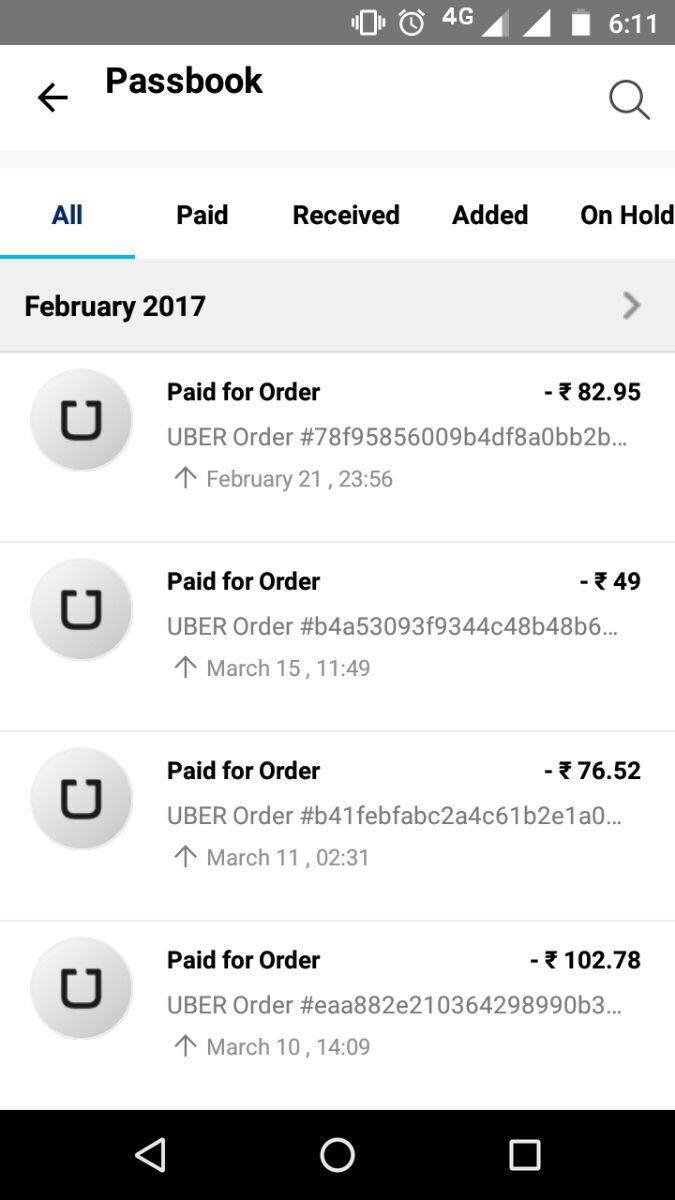 4G 6:11
Passbook
All Paid Received Added On Hold
February 2017
Paid for Order - ₹ 82.95
UBER Order #78f95856009b4df8a0bb2b...
February 21 , 23:56
Paid for Order - ₹ 49
UBER Order #b4a53093f9344c48b48b6...
March 15 , 11:49
Paid for Order - ₹ 76.52
UBER Order #b41febfabc2a4c61b2e1a0...
March 11 , 02:31
Paid for Order - ₹ 102.78
UBER Order #eaa882e210364298990b3...
March 10 , 14:09